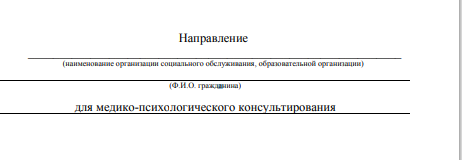 Направление
(наименование организации социального обслуживания, образовательной организации)
(Ф.И.О. гражданина)
для медико-психологического консультирования